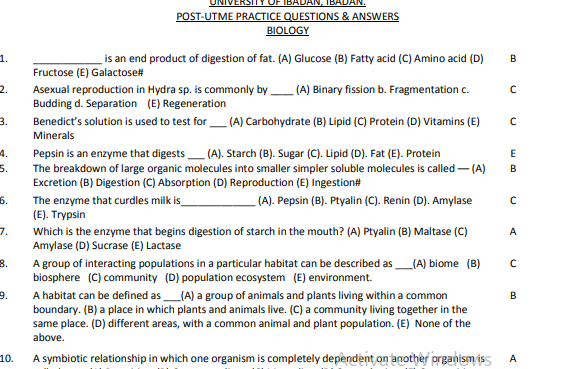 UNIVERSITY OF IBADAN, IBADAN.
POST-UTME PRACTICE QUESTIONS & ANSWERS
BIOLOGY
1. ____________ is an end product of digestion of fat. (A) Glucose (B) Fatty acid (C) Amino acid (D) B
Fructose (E) Galactose#
2. Asexual reproduction in Hydra sp. is commonly by ____ (A) Binary fission b. Fragmentation c. C
Budding d. Separation (E) Regeneration
3. Benedict's solution is used to test for ___ (A) Carbohydrate (B) Lipid (C) Protein (D) Vitamins (E) C
Minerals
4. Pepsin is an enzyme that digests ___ (A). Starch (B). Sugar (C). Lipid (D). Fat (E). Protein E
5. The breakdown of large organic molecules into smaller simpler soluble molecules is called — (A) B
Excretion (B) Digestion (C) Absorption (D) Reproduction (E) Ingestion#
6. The enzyme that curdles milk is_____________ (A). Pepsin (B). Ptyalin (C). Renin (D). Amylase C
(E). Trypsin
7. Which is the enzyme that begins digestion of starch in the mouth? (A) Ptyalin (B) Maltase (C) A
Amylase (D) Sucrase (E) Lactase
8. A group of interacting populations in a particular habitat can be described as ___(A) biome (B) C
biosphere (C) community (D) population ecosystem (E) environment.
9. A habitat can be defined as ___(A) a group of animals and plants living within a common B
boundary. (B) a place in which plants and animals live. (C) a community living together in the
same place. (D) different areas, with a common animal and plant population. (E) None of the
above.
10. A symbiotic relationship in which one organism is completely dependent on another organism is A
Activate Windows